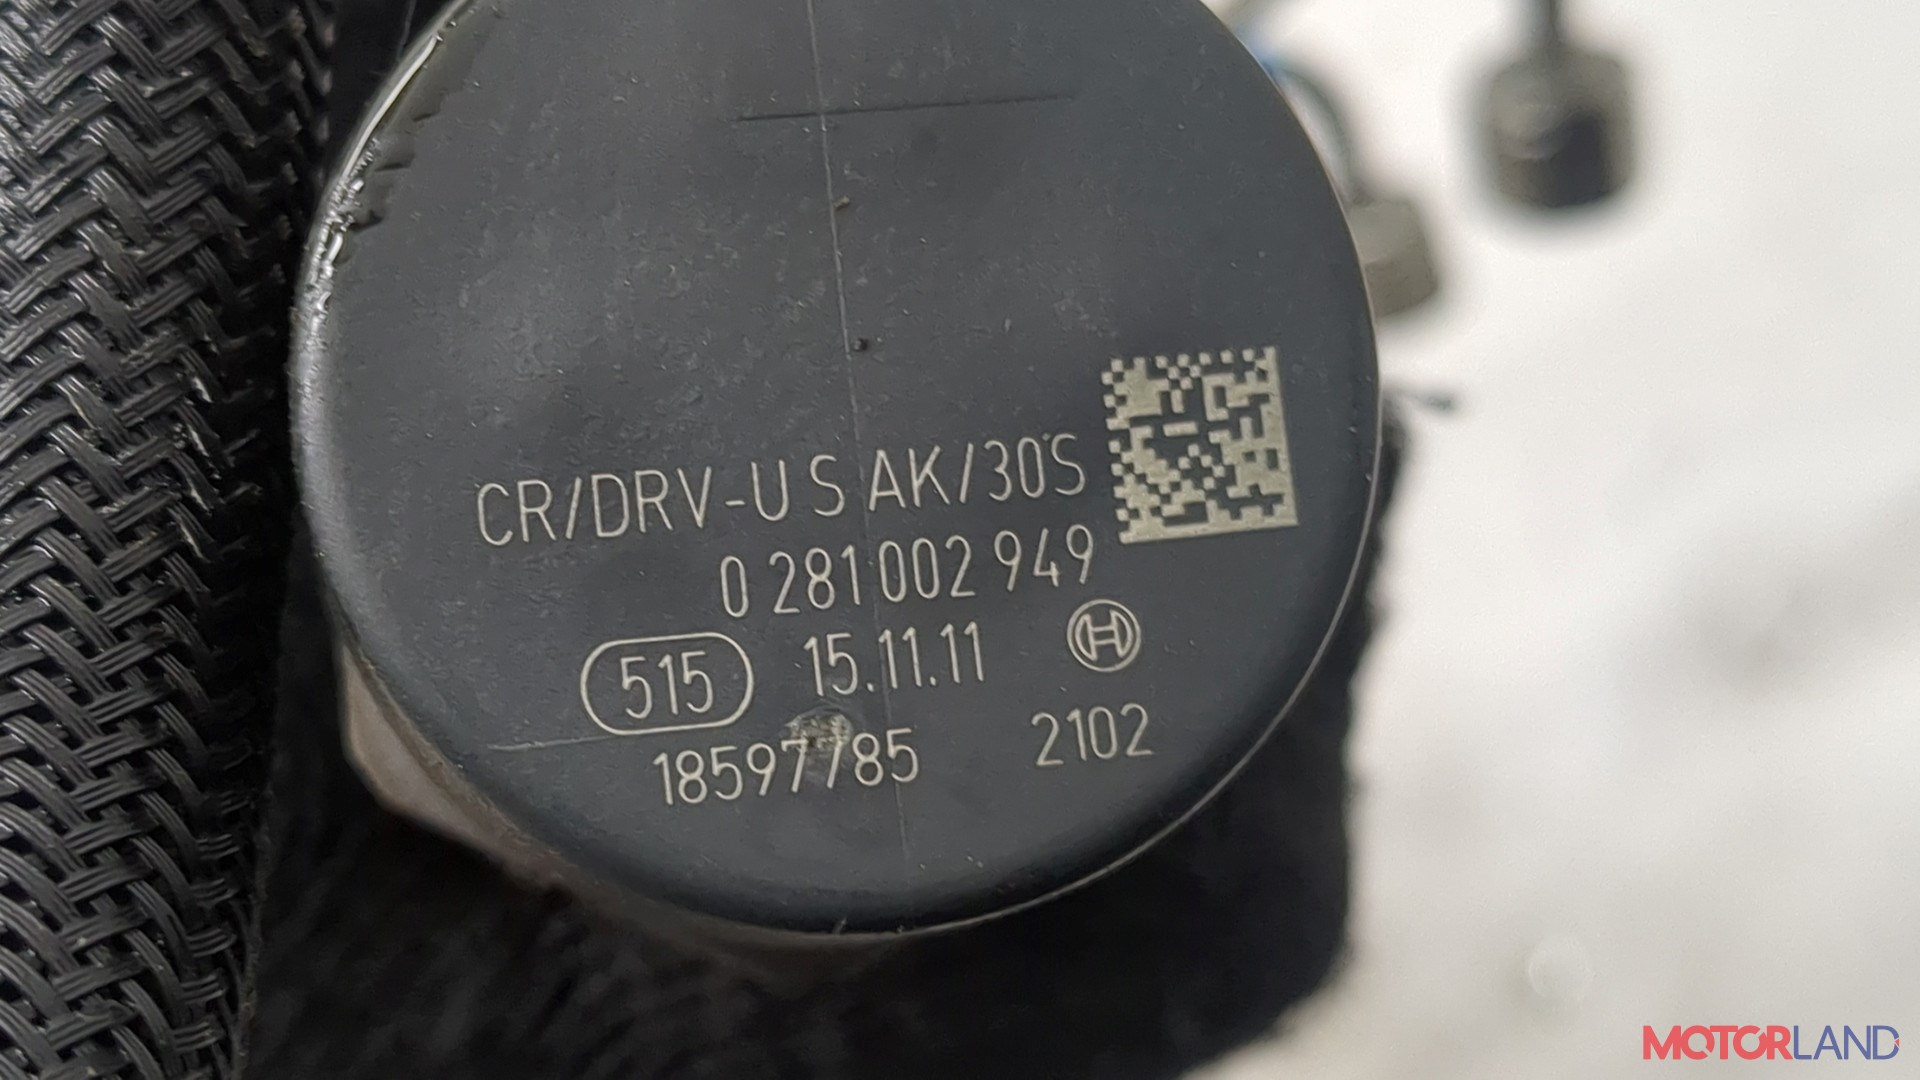 CR/DRV-U S AK/30S
0 281 002 949
515 15.11.11
18597785 2102
MOTORLAND